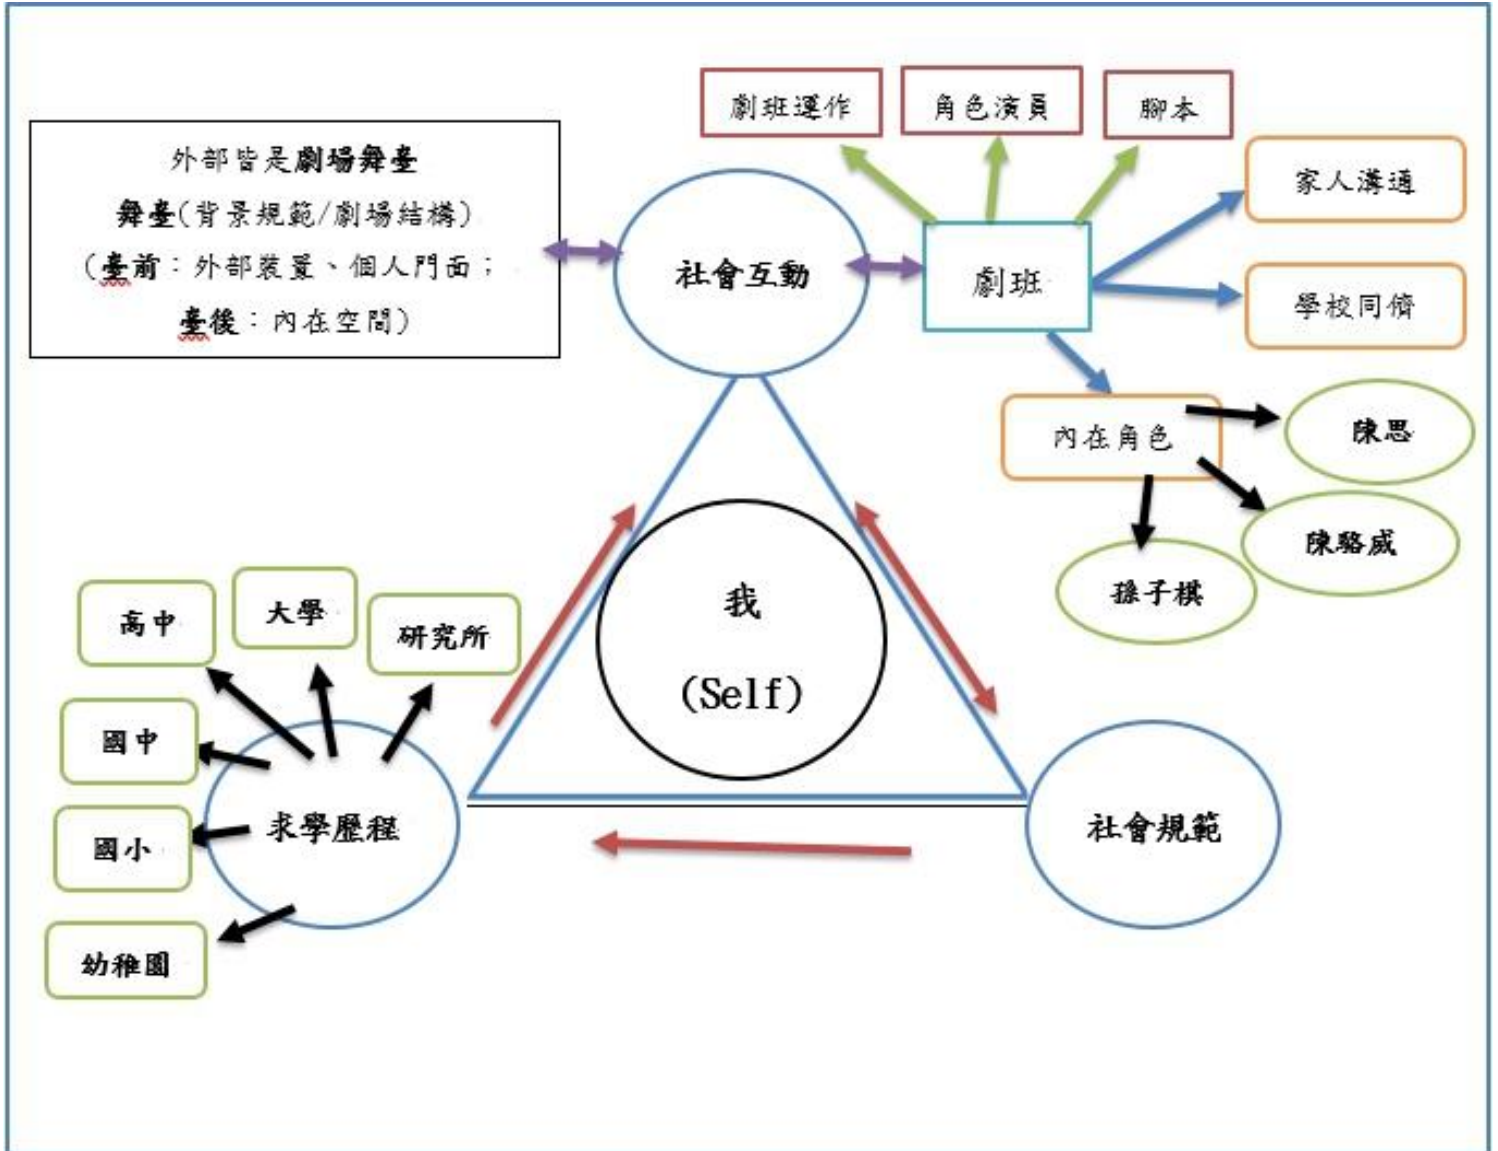 劇班運作
角色演員
腳本
外部皆是劇場舞臺
舞臺(背景規範/劇場結構)
(臺前：外部裝置、個人門面；
臺後：內在空間)
社會互動
劇班
家人溝通
學校同儕
內在角色
陳思
陳駱威
孫子棋
我
(Self)
高中
大學
研究所
國中
國小
幼稚園
求學歷程
社會規範